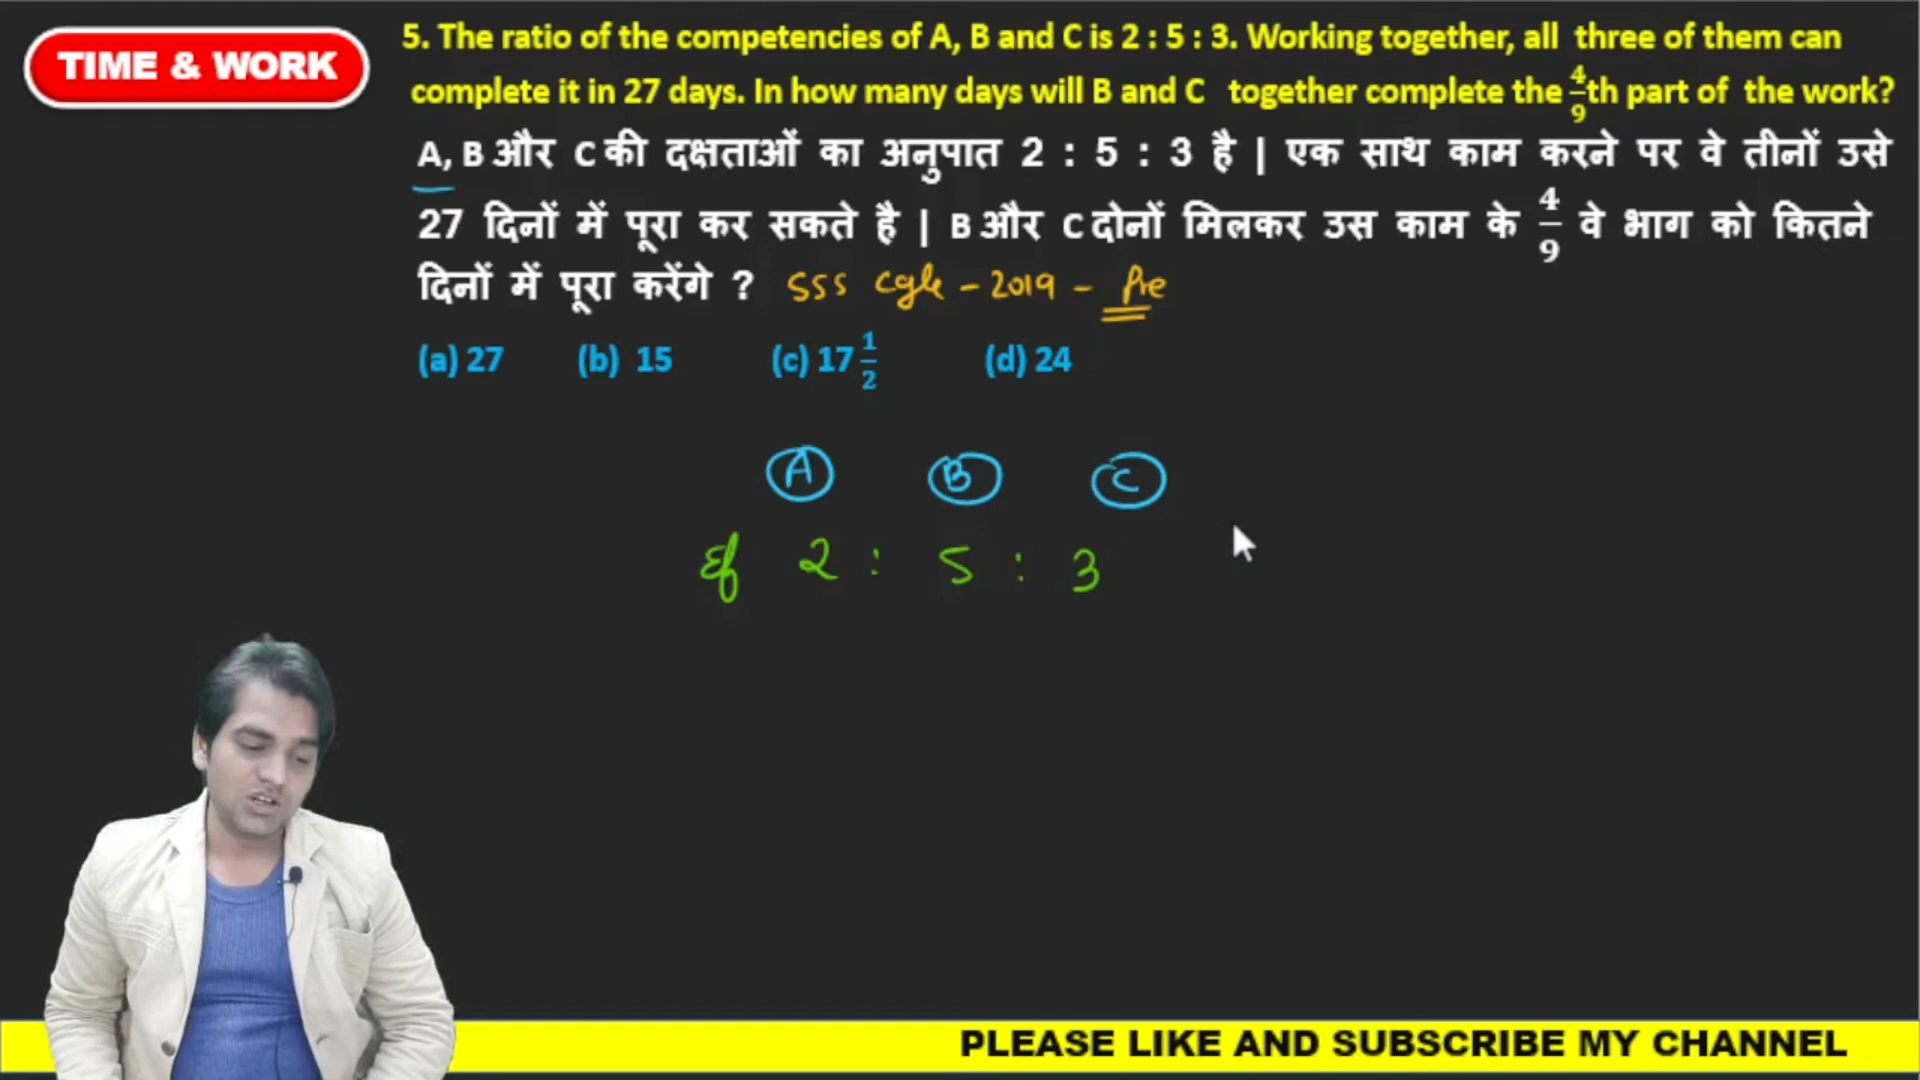 TIME & WORK
5. The ratio of the competencies of A, B and C is 2 : 5 : 3. Working together, all three of them can
complete it in 27 days. In how many days will B and C together complete the 4/9th part of the work?
A, B और C की दक्षताओं का अनुपात 2 : 5 : 3 है | एक साथ काम करने पर वे तीनों उसे
27 दिनों में पूरा कर सकते है | B और C दोनों मिलकर उस काम के 4/9 वे भाग को कितने
दिनों में पूरा करेंगे ? SSS Cgle - 2019 - Pre
(a) 27 (b) 15 (c) 17 1/2 (d) 24
A B C
Ef 2 : 5 : 3
PLEASE LIKE AND SUBSCRIBE MY CHANNEL